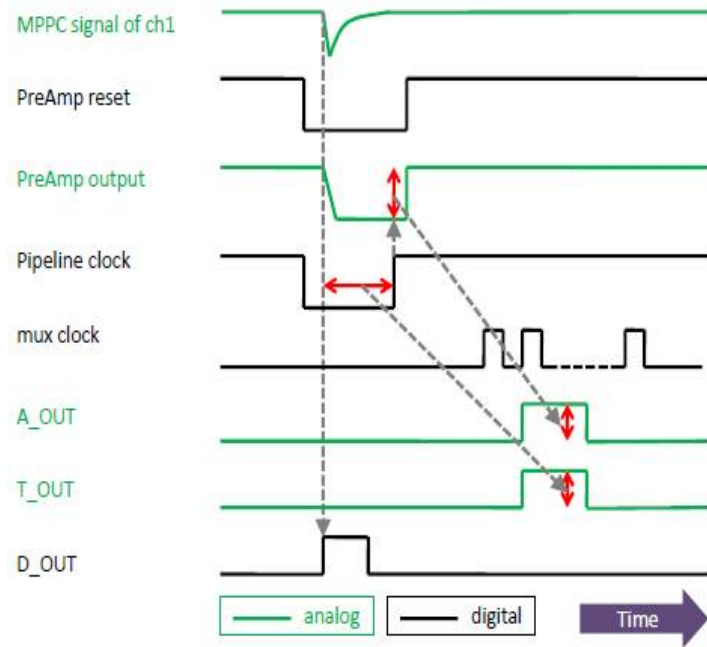 MPPC signal of ch1
PreAmp reset
PreAmp output
Pipeline clock
mux clock
A_OUT
T_OUT
D_OUT
analog
digital
Time